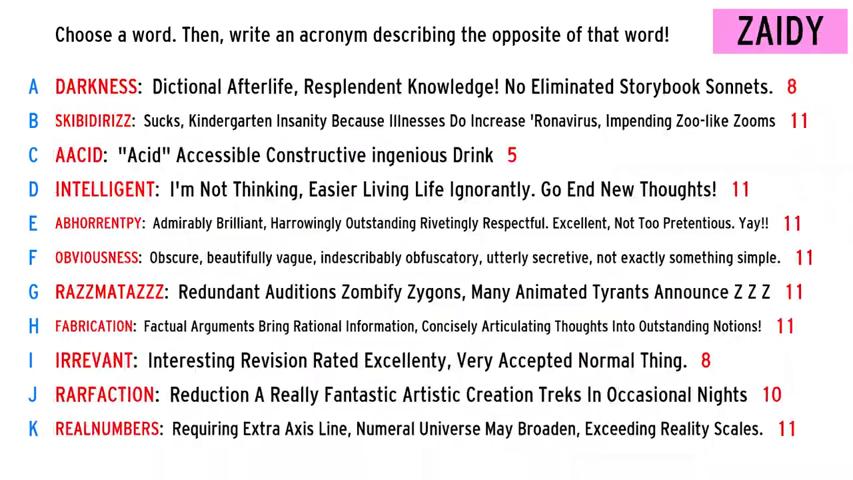 Choose a word. Then, write an acronym describing the opposite of that word!
ZAIDY
A DARKNESS: Dictional Afterlife, Resplendent Knowledge! No Eliminated Storybook Sonnets. 8
B SKIBIDIRIZZ: Sucks, Kindergarten Insanity Because Illnesses Do Increase 'Ronavirus, Impending Zoo-like Zooms 11
C AACID: "Acid" Accessible Constructive ingenious Drink 5
D INTELLIGENT: I'm Not Thinking, Easier Living Life Ignorantly. Go End New Thoughts! 11
E ABHORRENTPY: Admirably Brilliant, Harrowingly Outstanding Rivetingly Respectful. Excellent, Not Too Pretentious. Yay!! 11
F OBVIOUSNESS: Obscure, beautifully vague, indescribably obfuscatory, utterly secretive, not exactly something simple. 11
G RAZZMATAZZZ: Redundant Auditions Zombify Zygons, Many Animated Tyrants Announce Z Z Z 11
H FABRICATION: Factual Arguments Bring Rational Information, Concisely Articulating Thoughts Into Outstanding Notions! 11
I IRREVANT: Interesting Revision Rated Excellenty, Very Accepted Normal Thing. 8
J RARFACTION: Reduction A Really Fantastic Artistic Creation Treks In Occasional Nights 10
K REALNUMBERS: Requiring Extra Axis Line, Numeral Universe May Broaden, Exceeding Reality Scales. 11